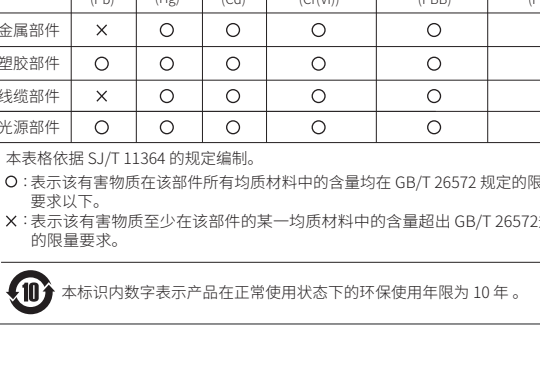 (Pb) (Hg) (Cd) (Cr(VI)) (PBB)
金属部件 × ○ ○ ○ ○
塑胶部件 ○ ○ ○ ○ ○
线缆部件 × ○ ○ ○ ○
光源部件 ○ ○ ○ ○ ○
本表格依据 SJ/T 11364 的规定编制。
○：表示该有害物质在该部件所有均质材料中的含量均在 GB/T 26572 规定的限
要求以下。
×：表示该有害物质至少在该部件的某一均质材料中的含量超出 GB/T 26572
的限量要求。
10 本标识内数字表示产品在正常使用状态下的环保使用年限为 10 年 。